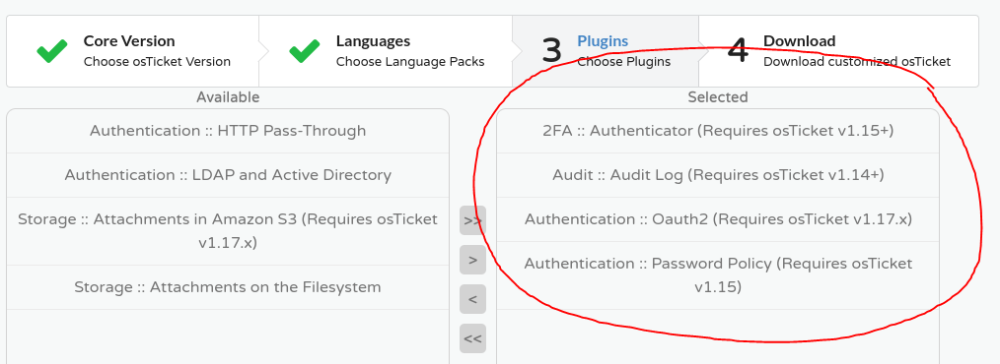 Core Version
Choose osTicket Version
Languages
Choose Language Packs
3
Plugins
Choose Plugins
4
Download
Download customized osTicket
Available
Authentication :: HTTP Pass-Through
Authentication :: LDAP and Active Directory
Storage :: Attachments in Amazon S3 (Requires osTicket
v1.17.x)
Storage :: Attachments on the Filesystem
>>
>
<
<<
Selected
2FA :: Authenticator (Requires osTicket v1.15+)
Audit :: Audit Log (Requires osTicket v1.14+)
Authentication :: Oauth2 (Requires osTicket v1.17.x)
Authentication :: Password Policy (Requires osTicket
v1.15)